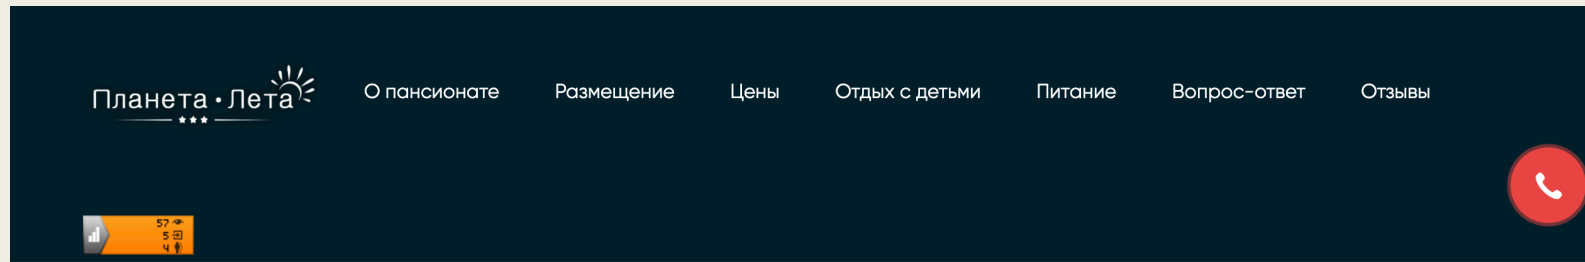 Планета•Лета
О пансионате
Размещение
Цены
Отдых с детьми
Питание
Вопрос-ответ
Отзывы
57
5
4